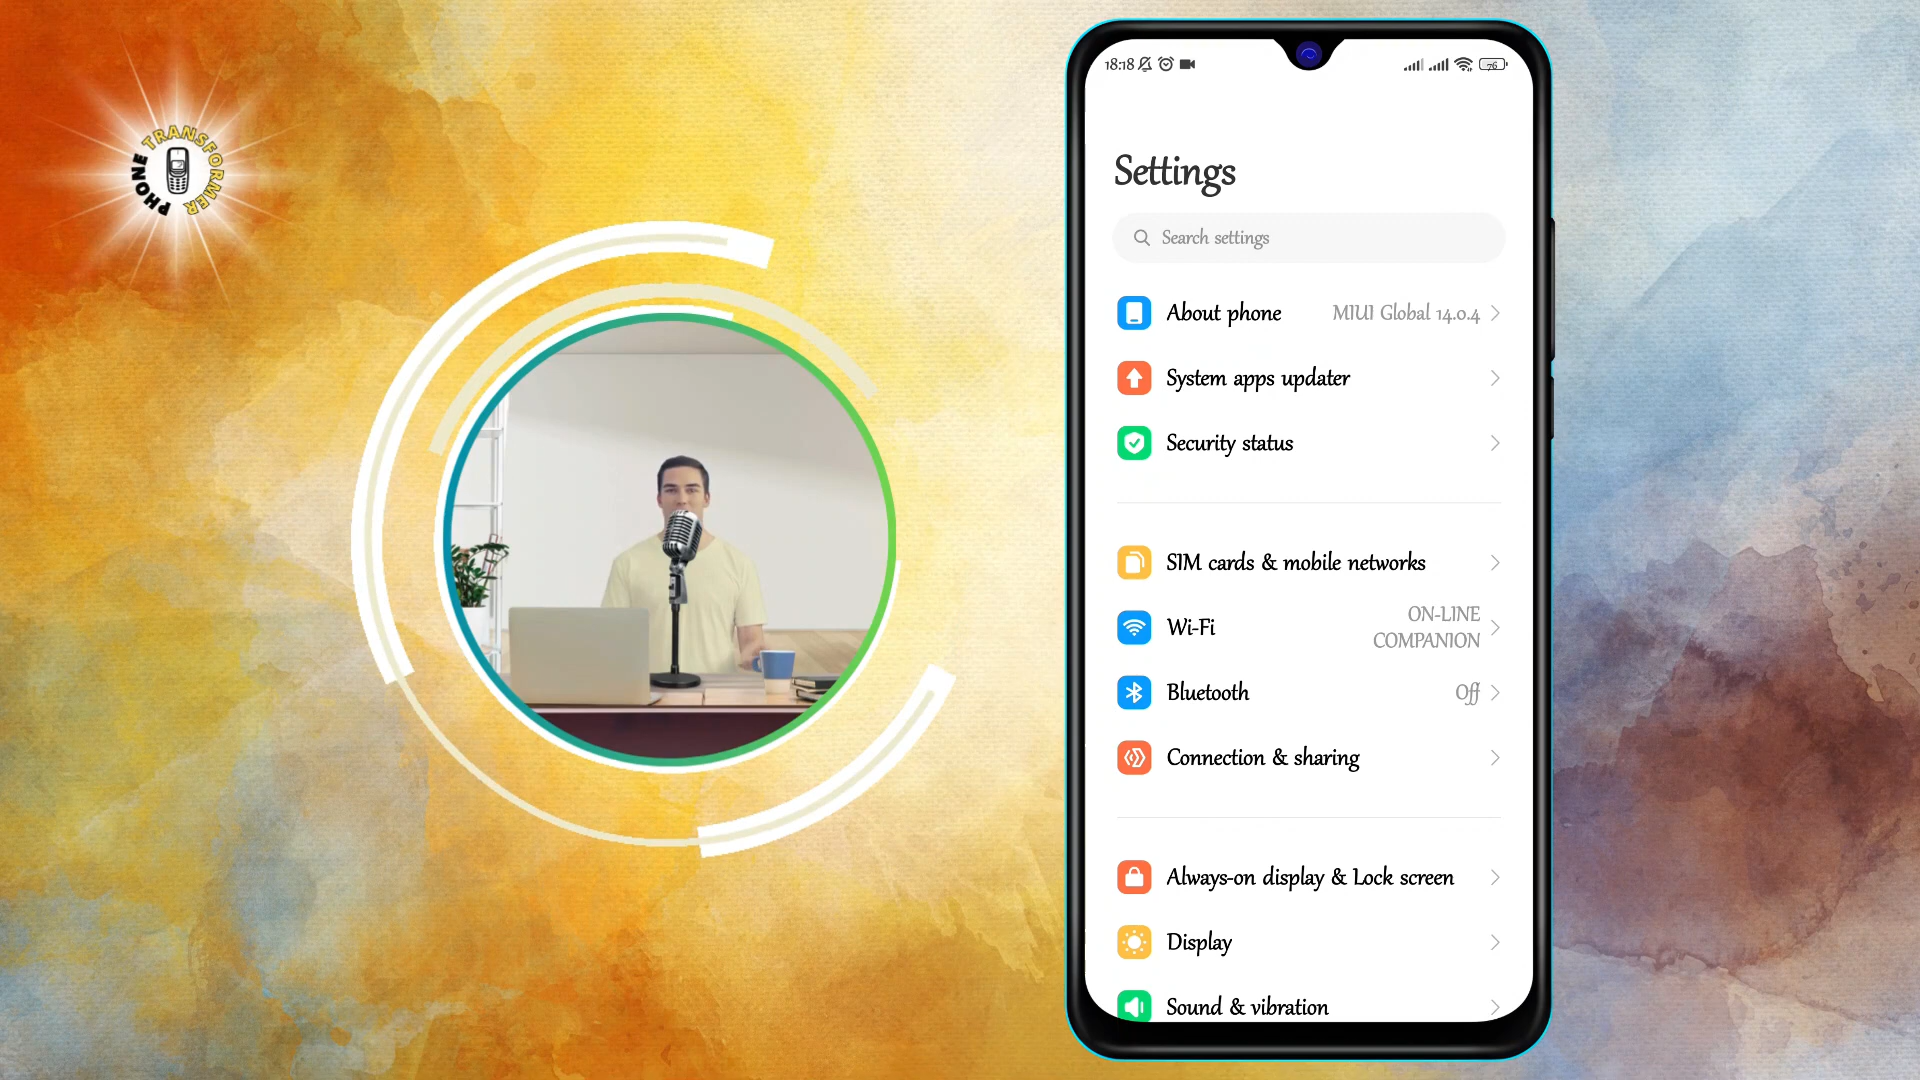 PHONE TRANSFORMER
18:18
76
Settings
Search settings
About phone
MIUI Global 14.0.4
System apps updater
Security status
SIM cards & mobile networks
Wi-Fi
ON-LINE
COMPANION
Bluetooth
Off
Connection & sharing
Always-on display & Lock screen
Display
Sound & vibration